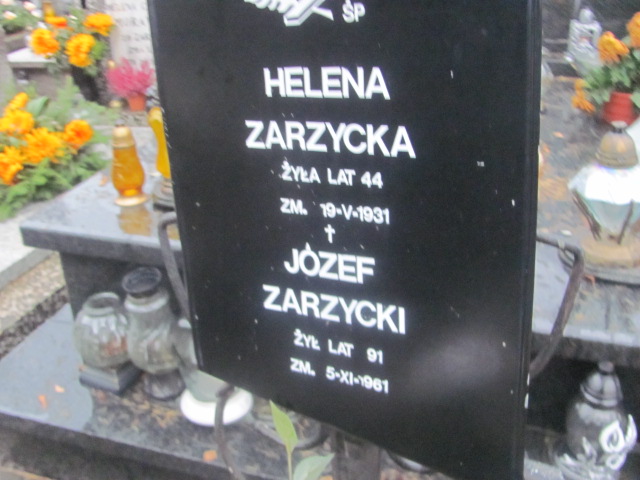 ŚP
HELENA
ZARZYCKA
ŻYŁA LAT 44
ZM. 19-V-1931
JÓZEF
ZARZYCKI
ŻYŁ LAT 91
ZM. 5-XI-1961